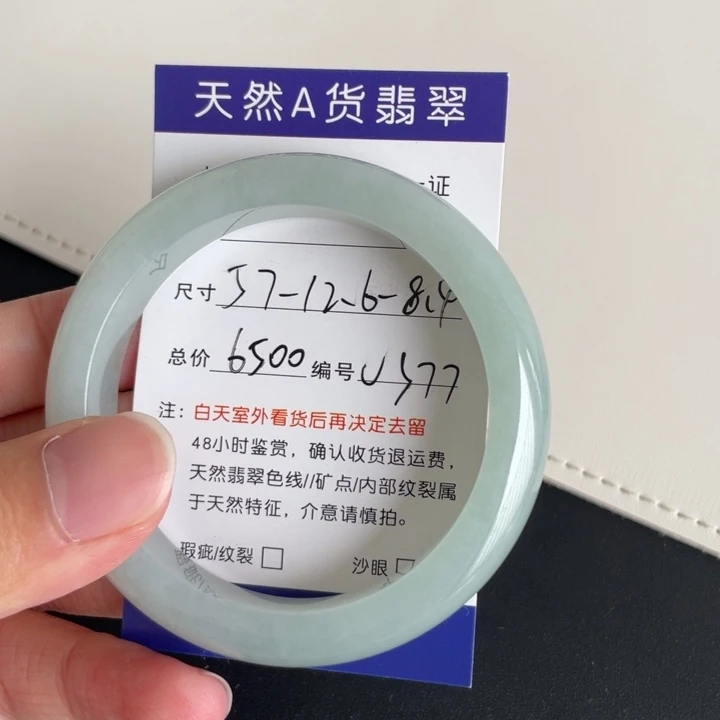 天然A货翡翠
证
尺寸 57-12.6-8.4
总价 6500 编号 J577
注：白天室外看货后再决定去留
48小时鉴赏，确认收货退运费，
天然翡翠色线//矿点/内部纹裂属
于天然特征，介意请慎拍。
瑕疵/纹裂□ 沙眼□